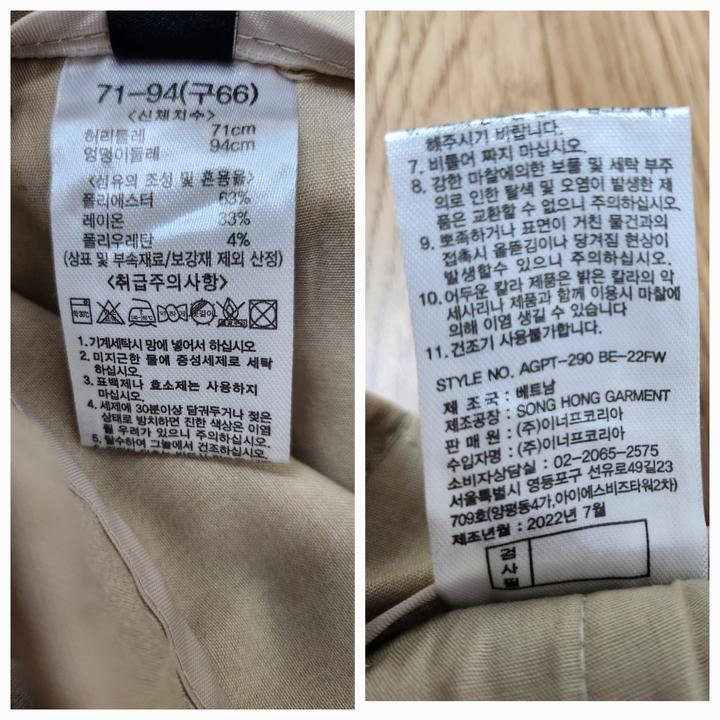 71-94(구66)
<신체치수>
허리둘레 71cm
엉덩이둘레 94cm
<섬유의 조성 및 혼용율>
폴리에스터 63%
레이온 33%
폴리우레탄 4%
(상표 및 부속재료/보강재 제외 산정)
<취급주의사항>
1. 기계세탁시 망에 넣어서 하십시오
2. 미지근한 물에 중성세제로 세탁
하십시오.
3. 표백제나 효소제는 사용하지
마십시오.
4. 세제에 30분이상 담궈두거나 젖은
상태로 방치하면 진한 색상은 이염
될 우려가 있으니 주의하십시오.
5. 탈수하여 그늘에서 건조하십시오.
해주시기 바랍니다.
7. 비틀어 짜지 마십시오.
8. 강한 마찰에의한 보풀 및 세탁 부주
의로 인한 탈색 및 오염이 발생한 제
품은 교환할 수 없으니 주의하십시오.
9. 뾰족하거나 표면이 거친 물건과의
접촉시 올뜯김이나 당겨짐 현상이
발생할수 있으니 주의하십시오.
10. 어두운 칼라 제품은 밝은 칼라의 악
세사리나 제품과 함께 이용시 마찰에
의해 이염 생길 수 있습니다
11. 건조기 사용불가합니다.
STYLE NO. AGPT-290 BE-22FW
제 조 국 : 베트남
제조공장 : SONG HONG GARMENT
판 매 원 : (주)이너프코리아
수입자명 : (주)이너프코리아
소비자상담실 : 02-2065-2575
서울특별시 영등포구 선유로49길23
709호(양평동4가,아이에스비즈타워2차)
제조년월 : 2022년 7월
검사필